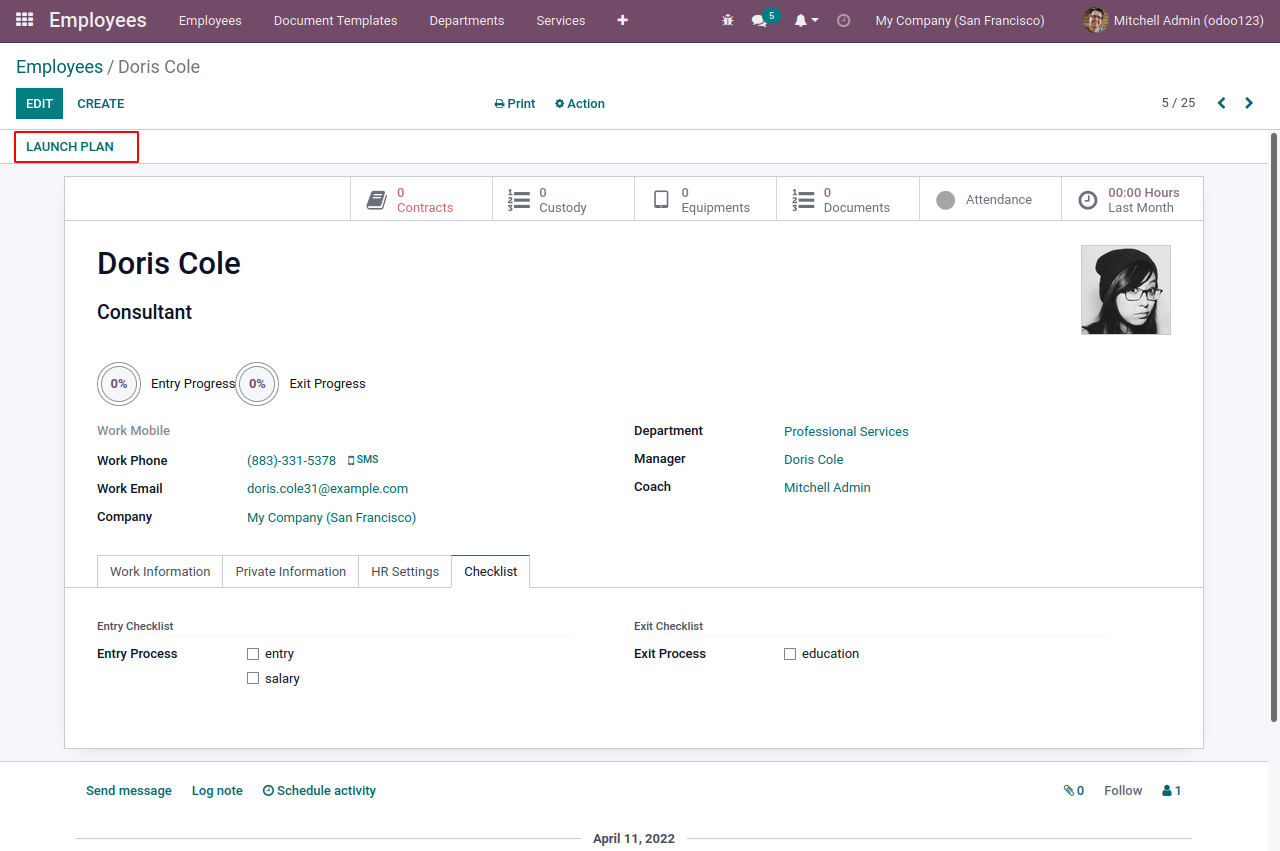 Employees Employees Document Templates Departments Services 5 My Company (San Francisco) Mitchell Admin (odoo123)
Employees / Doris Cole
EDIT CREATE Print Action 5 / 25
LAUNCH PLAN
0 Contracts
0 Custody
0 Equipments
0 Documents
Attendance
00:00 Hours Last Month
Doris Cole
Consultant
0% Entry Progress 0% Exit Progress
Work Mobile
Work Phone (883)-331-5378 SMS
Work Email doris.cole31@example.com
Company My Company (San Francisco)
Department Professional Services
Manager Doris Cole
Coach Mitchell Admin
Work Information Private Information HR Settings Checklist
Entry Checklist
Entry Process entry
salary
Exit Checklist
Exit Process education
Send message Log note Schedule activity 0 Follow 1
April 11, 2022